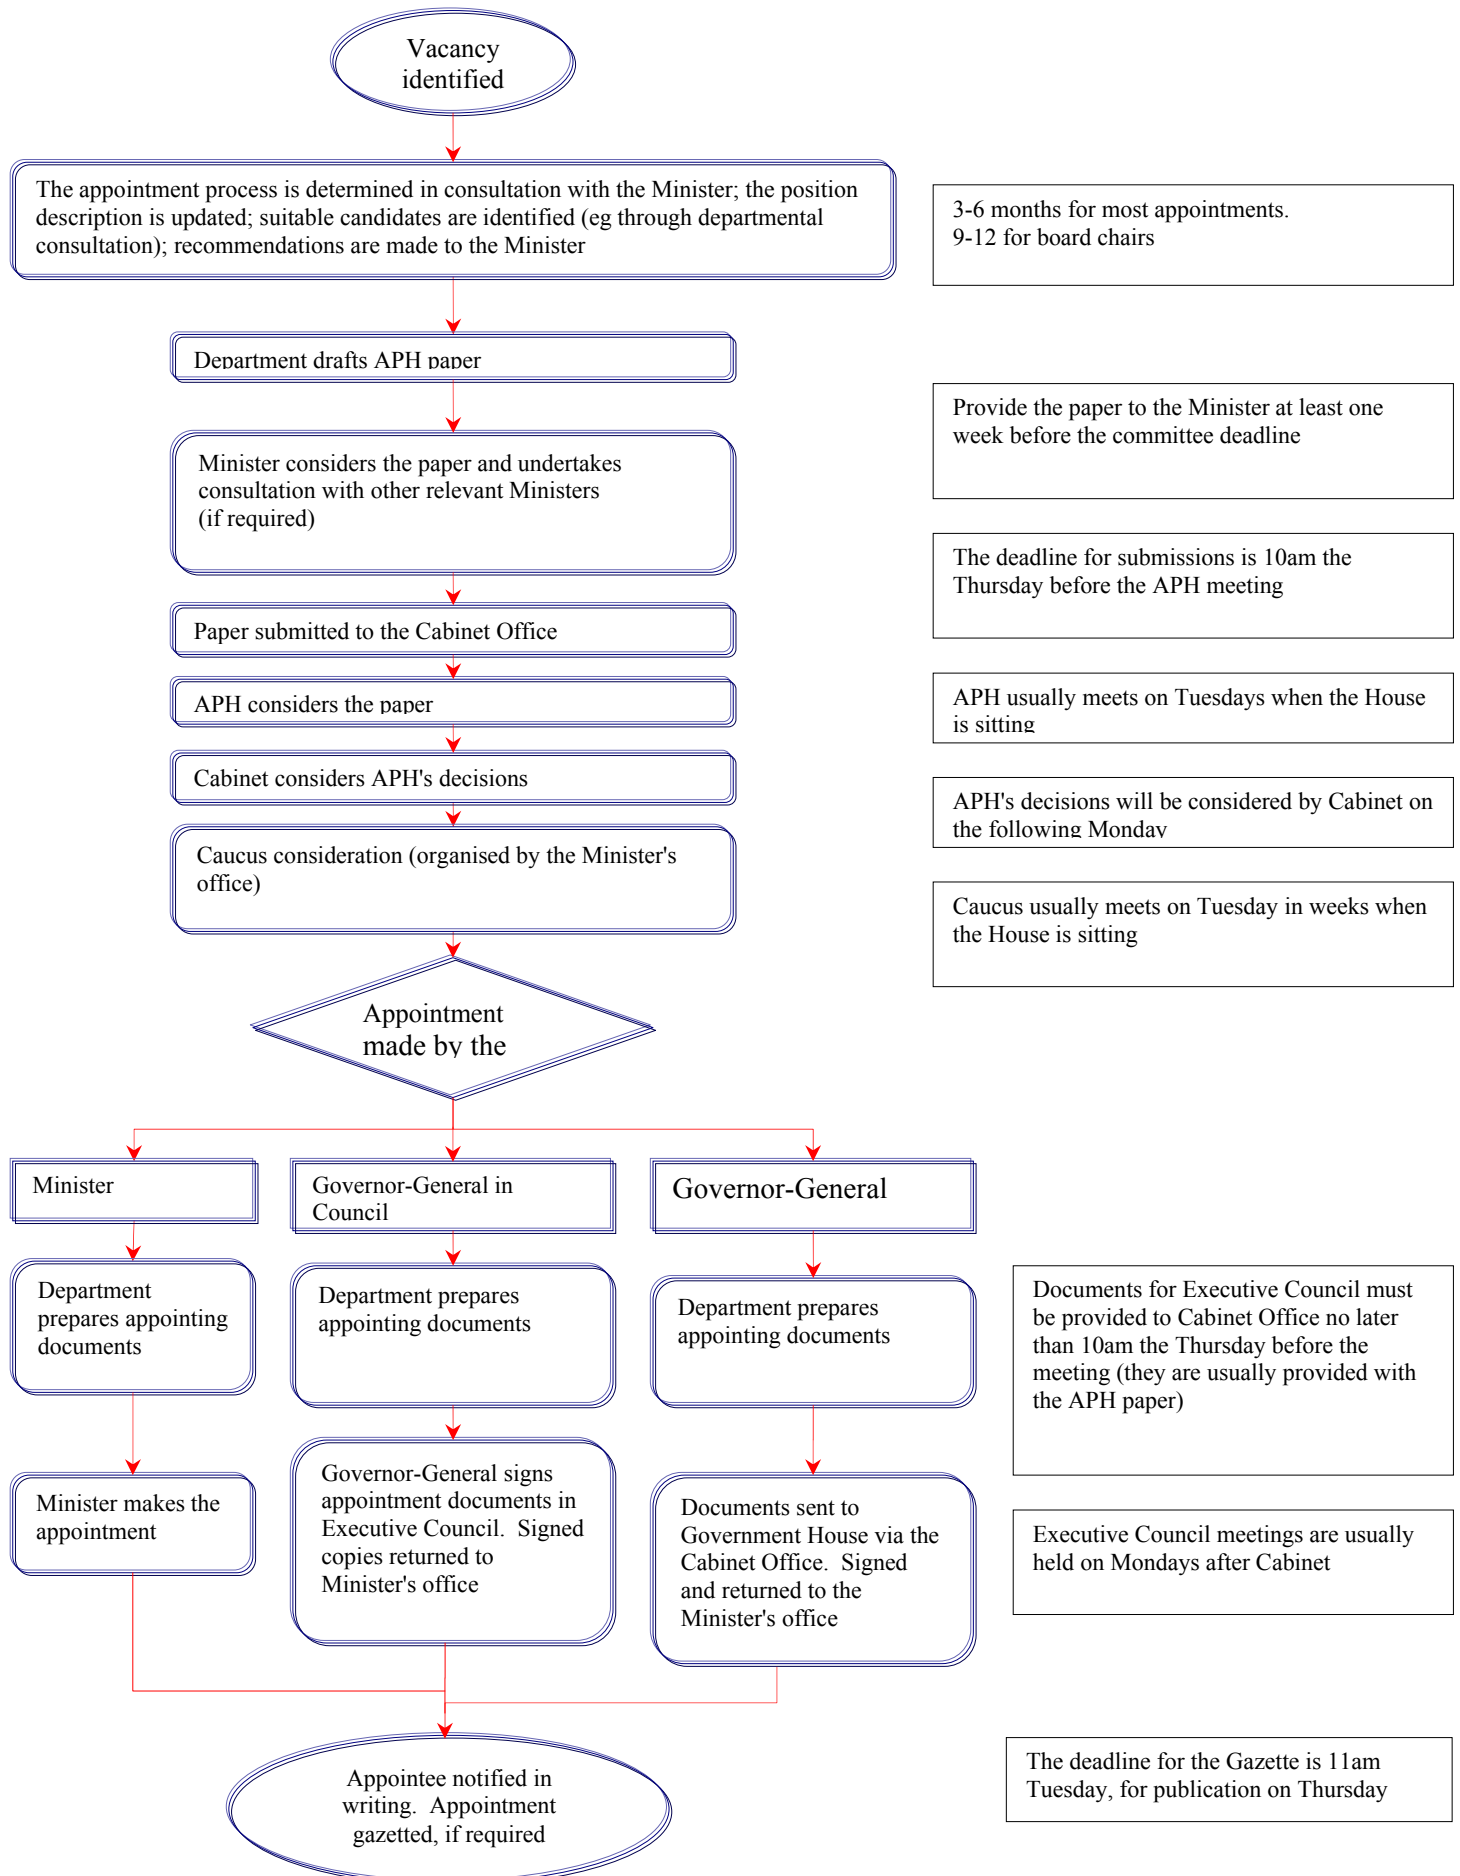 Vacancy
identified
The appointment process is determined in consultation with the Minister; the position
description is updated; suitable candidates are identified (eg through departmental
consultation); recommendations are made to the Minister
3-6 months for most appointments.
9-12 for board chairs
Department drafts APH paper
Provide the paper to the Minister at least one
week before the committee deadline
Minister considers the paper and undertakes
consultation with other relevant Ministers
(if required)
The deadline for submissions is 10am the
Thursday before the APH meeting
Paper submitted to the Cabinet Office
APH considers the paper
APH usually meets on Tuesdays when the House
is sitting
Cabinet considers APH's decisions
APH's decisions will be considered by Cabinet on
the following Monday
Caucus consideration (organised by the Minister's
office)
Caucus usually meets on Tuesday in weeks when
the House is sitting
Appointment
made by the
Minister
Governor-General in
Council
Governor-General
Department
prepares appointing
documents
Department prepares
appointing documents
Department prepares
appointing documents
Documents for Executive Council must
be provided to Cabinet Office no later
than 10am the Thursday before the
meeting (they are usually provided with
the APH paper)
Minister makes the
appointment
Governor-General signs
appointment documents in
Executive Council.  Signed
copies returned to
Minister's office
Documents sent to
Government House via the
Cabinet Office.  Signed
and returned to the
Minister's office
Executive Council meetings are usually
held on Mondays after Cabinet
Appointee notified in
writing.  Appointment
gazetted, if required
The deadline for the Gazette is 11am
Tuesday, for publication on Thursday